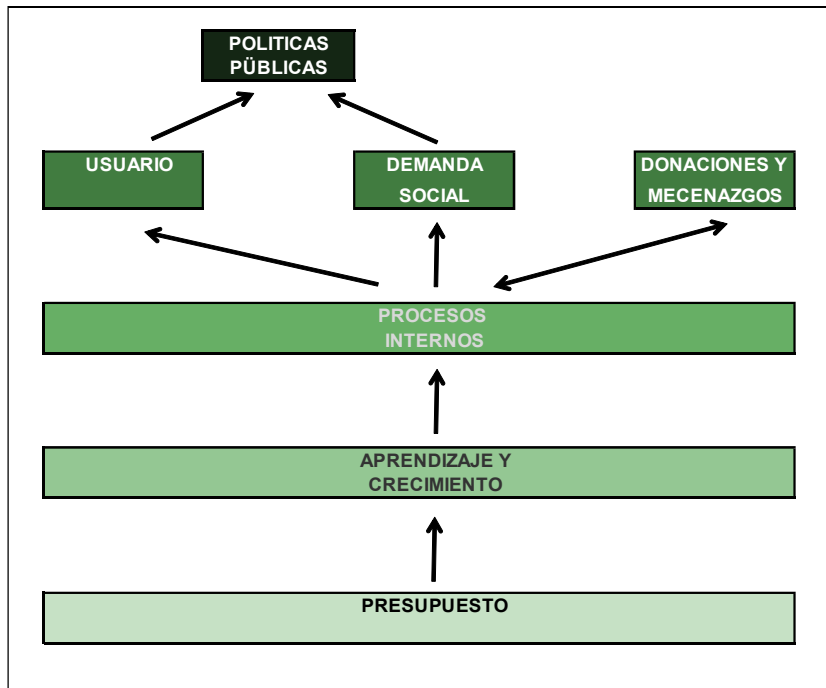 POLITICAS
PÜBLICAS
USUARIO
DEMANDA
SOCIAL
DONACIONES Y
MECENAZGOS
PROCESOS
INTERNOS
APRENDIZAJE Y
CRECIMIENTO
PRESUPUESTO